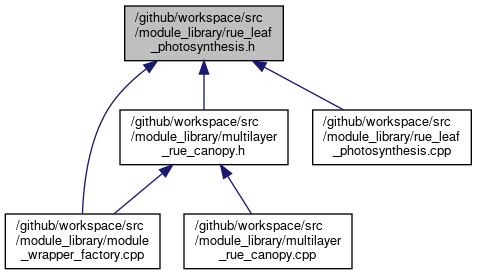 /github/workspace/src
/module_library/rue_leaf
_photosynthesis.h
/github/workspace/src
/module_library/multilayer
_rue_canopy.h
/github/workspace/src
/module_library/rue_leaf
_photosynthesis.cpp
/github/workspace/src
/module_library/module
_wrapper_factory.cpp
/github/workspace/src
/module_library/multilayer
_rue_canopy.cpp